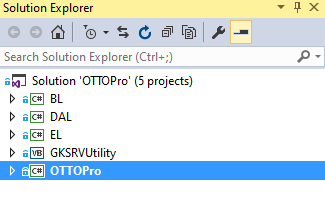 Solution Explorer
Search Solution Explorer (Ctrl+;)
Solution 'OTTOPro' (5 projects)
C# BL
C# DAL
C# EL
VB GKSRVUtility
C# OTTOPro